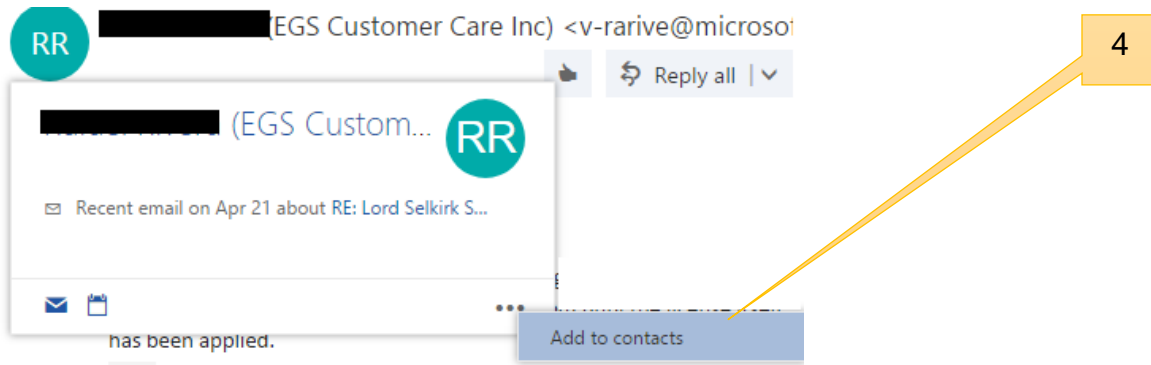 RR
(EGS Customer Care Inc) <v-rarive@microsof
4
Reply all
(EGS Custom...
RR
Recent email on Apr 21 about RE: Lord Selkirk S...
has been applied.
Add to contacts